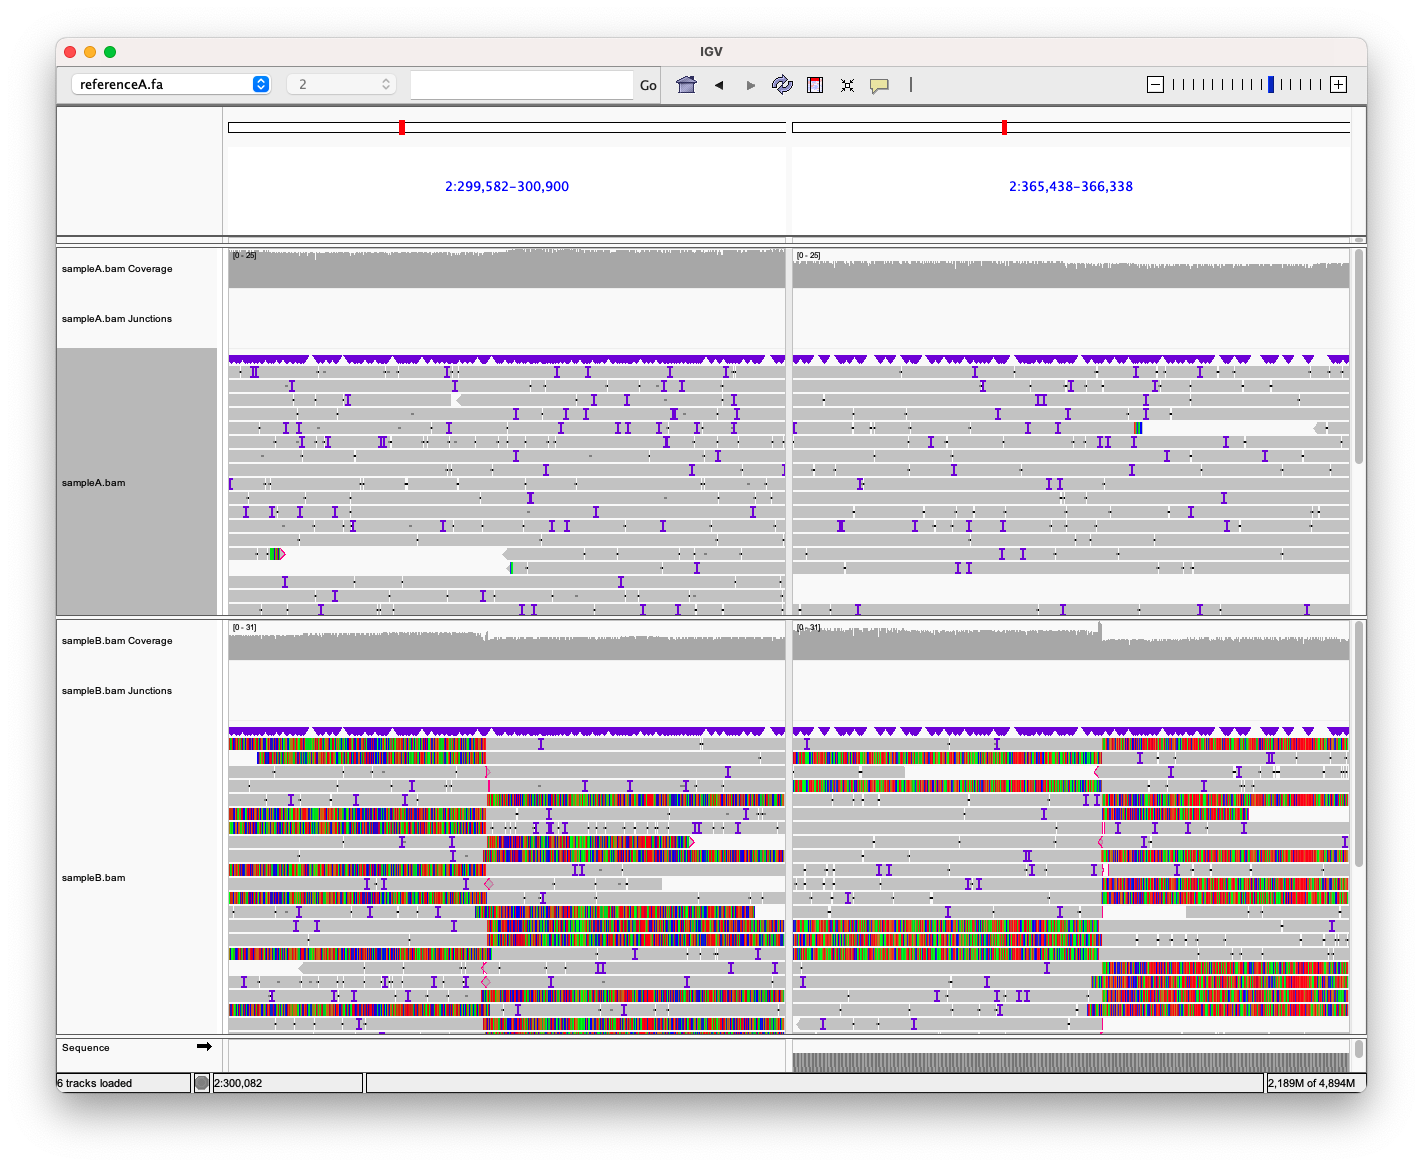 IGV
referenceA.fa 2 Go
2:299,582-300,900 2:365,438-366,338
[0 - 25] [0 - 25]
sampleA.bam Coverage
sampleA.bam Junctions
sampleA.bam
[0 - 31] [0 - 31]
sampleB.bam Coverage
sampleB.bam Junctions
sampleB.bam
Sequence
6 tracks loaded 2:300,082 2,189M of 4,894M